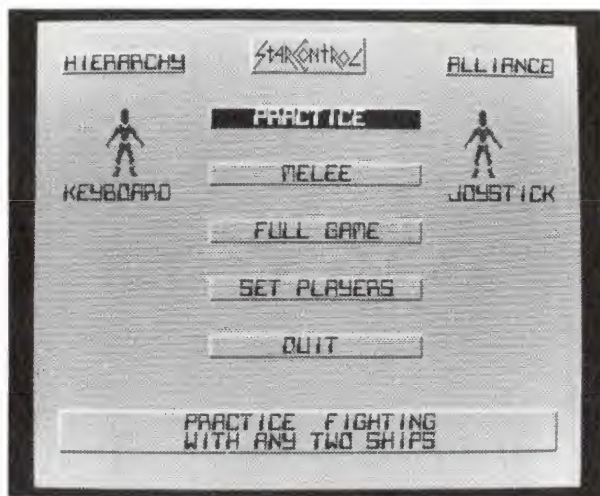 HIERARCHY
STARCONTROL
ALLIANCE
PRACTICE
KEYBOARD
JOYSTICK
MELEE
FULL GAME
SET PLAYERS
QUIT
PRACTICE FIGHTING
WITH ANY TWO SHIPS